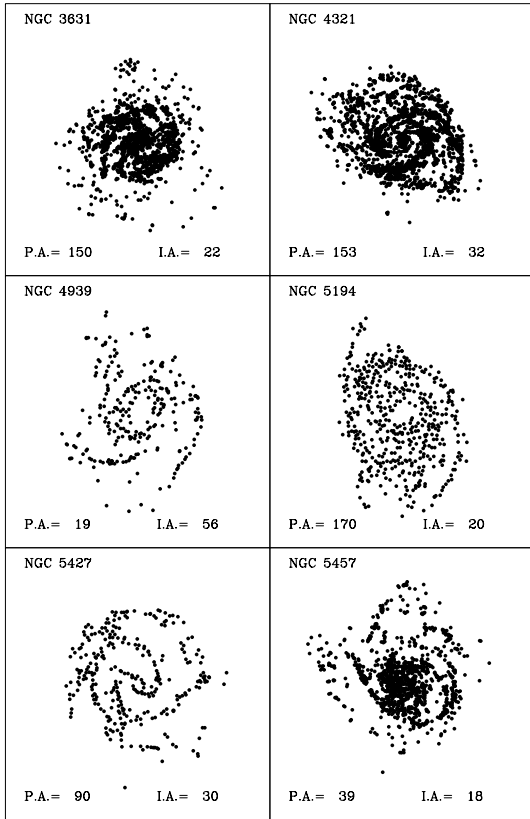 NGC 3631
P.A.= 150 I.A.= 22
NGC 4321
P.A.= 153 I.A.= 32
NGC 4939
P.A.= 19 I.A.= 56
NGC 5194
P.A.= 170 I.A.= 20
NGC 5427
P.A.= 90 I.A.= 30
NGC 5457
P.A.= 39 I.A.= 18